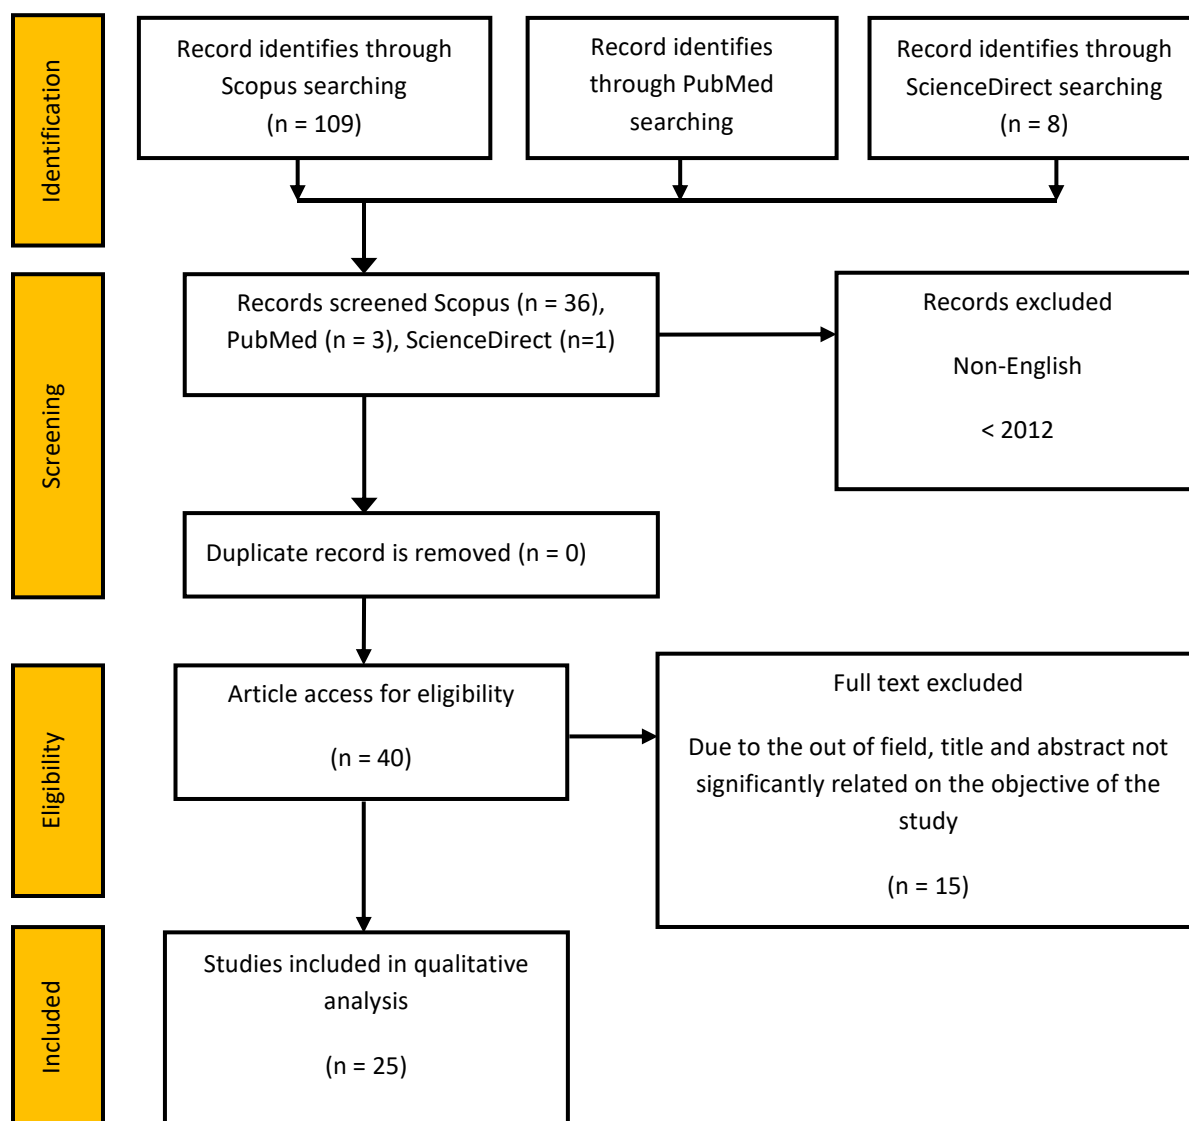 Identification
Record identifies through
Scopus searching
(n = 109)
Record identifies
through PubMed
searching
Record identifies through
ScienceDirect searching
(n = 8)
Screening
Records screened Scopus (n = 36),
PubMed (n = 3), ScienceDirect (n=1)
Records excluded
Non-English
< 2012
Duplicate record is removed (n = 0)
Eligibility
Article access for eligibility
(n = 40)
Full text excluded
Due to the out of field, title and abstract not
significantly related on the objective of the
study
(n = 15)
Included
Studies included in qualitative
analysis
(n = 25)